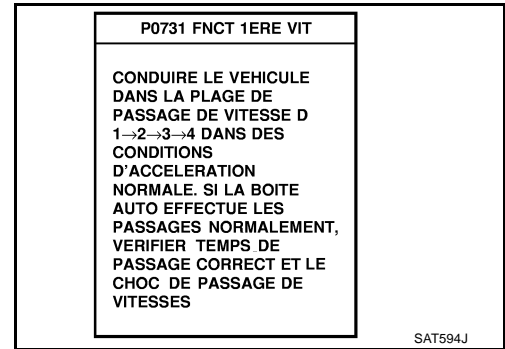 P0731 FNCT 1ERE VIT
CONDUIRE LE VEHICULE
DANS LA PLAGE DE
PASSAGE DE VITESSE D
1→2→3→4 DANS DES
CONDITIONS
D'ACCELERATION
NORMALE. SI LA BOITE
AUTO EFFECTUE LES
PASSAGES NORMALEMENT,
VERIFIER TEMPS DE
PASSAGE CORRECT ET LE
CHOC DE PASSAGE DE
VITESSES
SAT594J